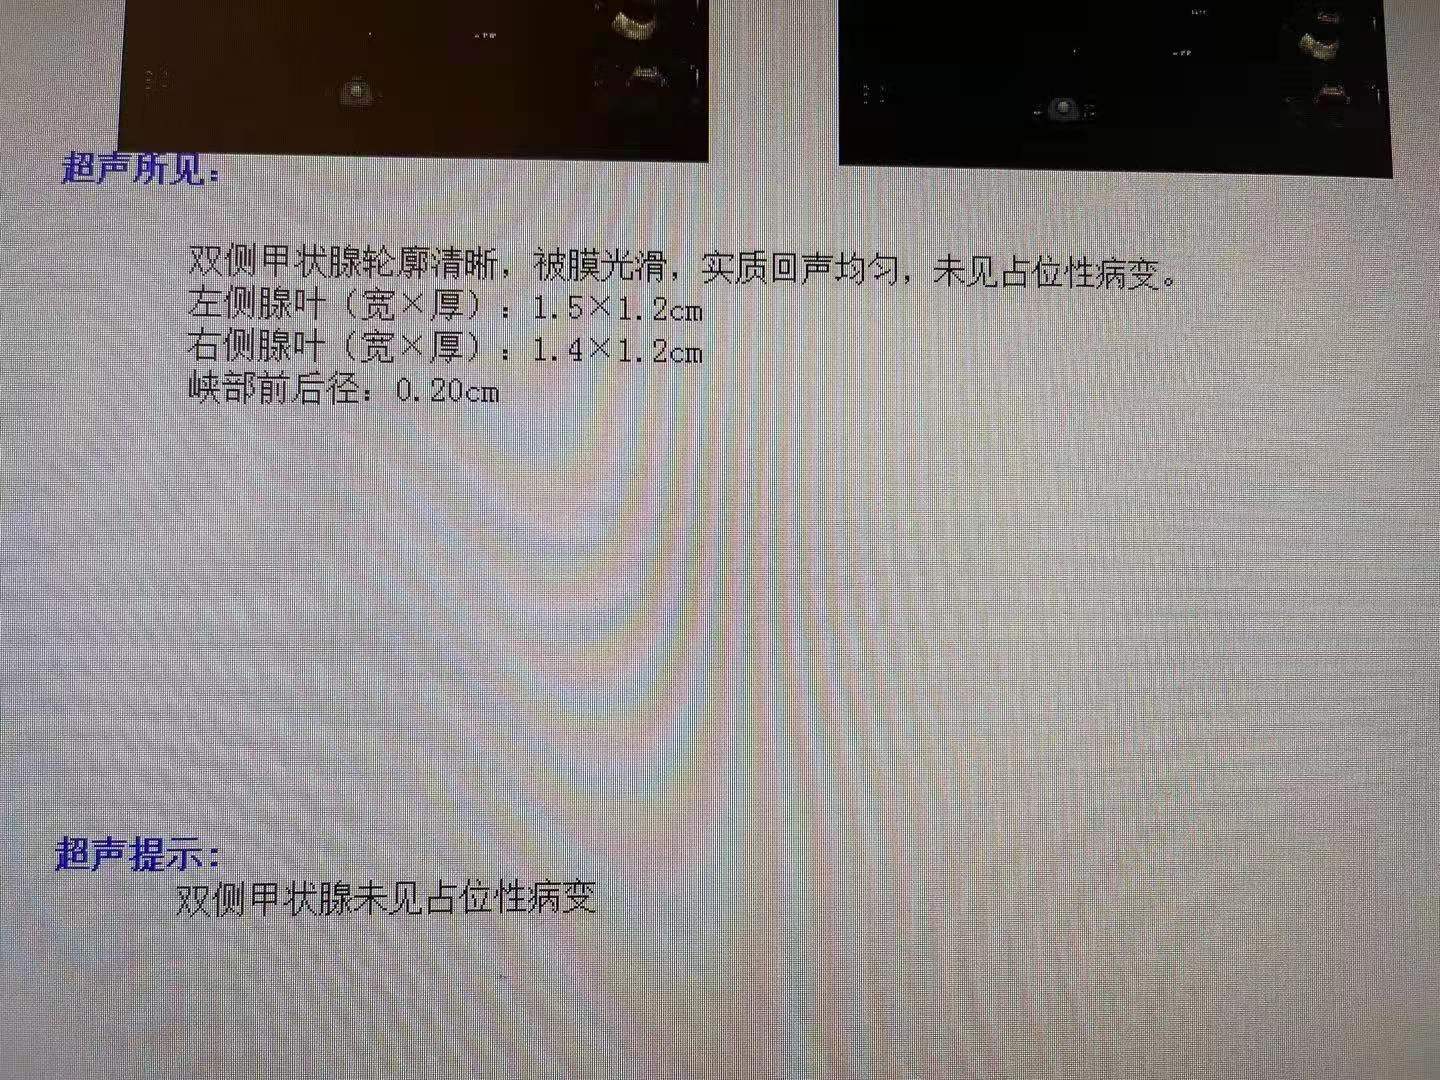 超声所见：
双侧甲状腺轮廓清晰，被膜光滑，实质回声均匀，未见占位性病变。
左侧腺叶（宽×厚）：1.5×1.2cm
右侧腺叶（宽×厚）：1.4×1.2cm
峡部前后径：0.20cm
超声提示：
双侧甲状腺未见占位性病变